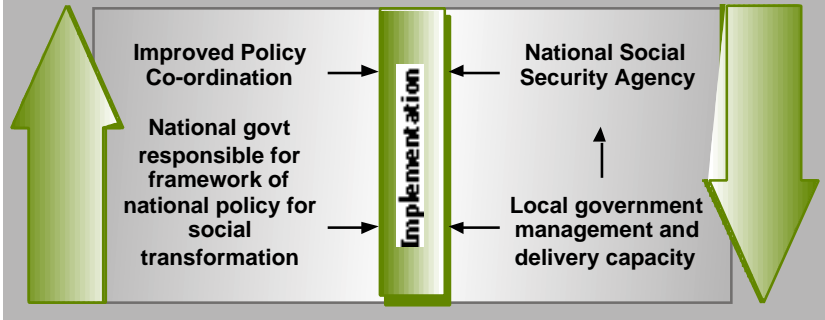 Improved Policy
Co-ordination
National govt
responsible for
framework of
national policy for
social
transformation
Implementation
National Social
Security Agency
Local government
management and
delivery capacity